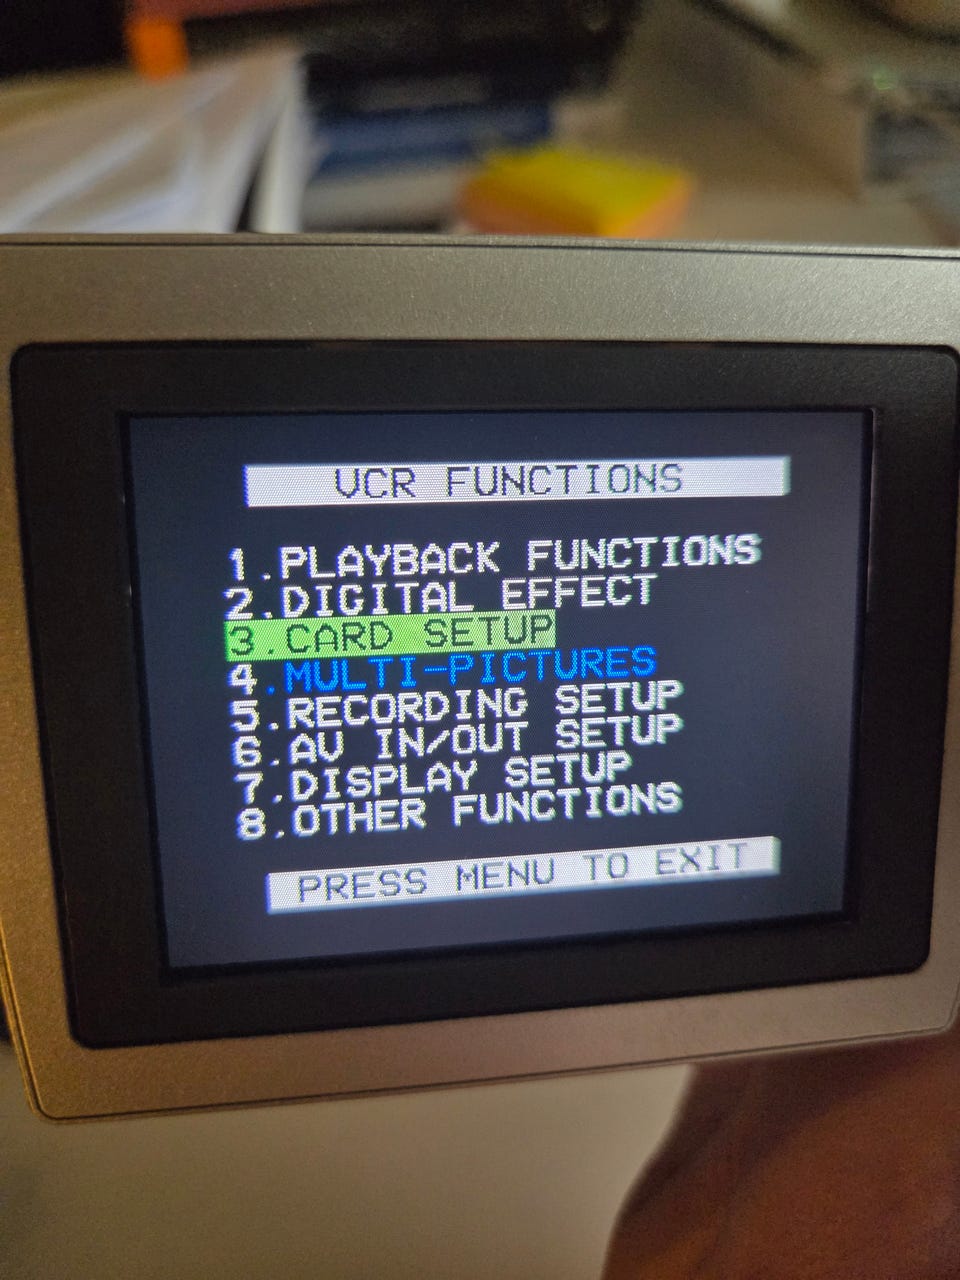 VCR FUNCTIONS
1.PLAYBACK FUNCTIONS
2.DIGITAL EFFECT
3.CARD SETUP
4.MULTI-PICTURES
5.RECORDING SETUP
6.AV IN/OUT SETUP
7.DISPLAY SETUP
8.OTHER FUNCTIONS
PRESS MENU TO EXIT